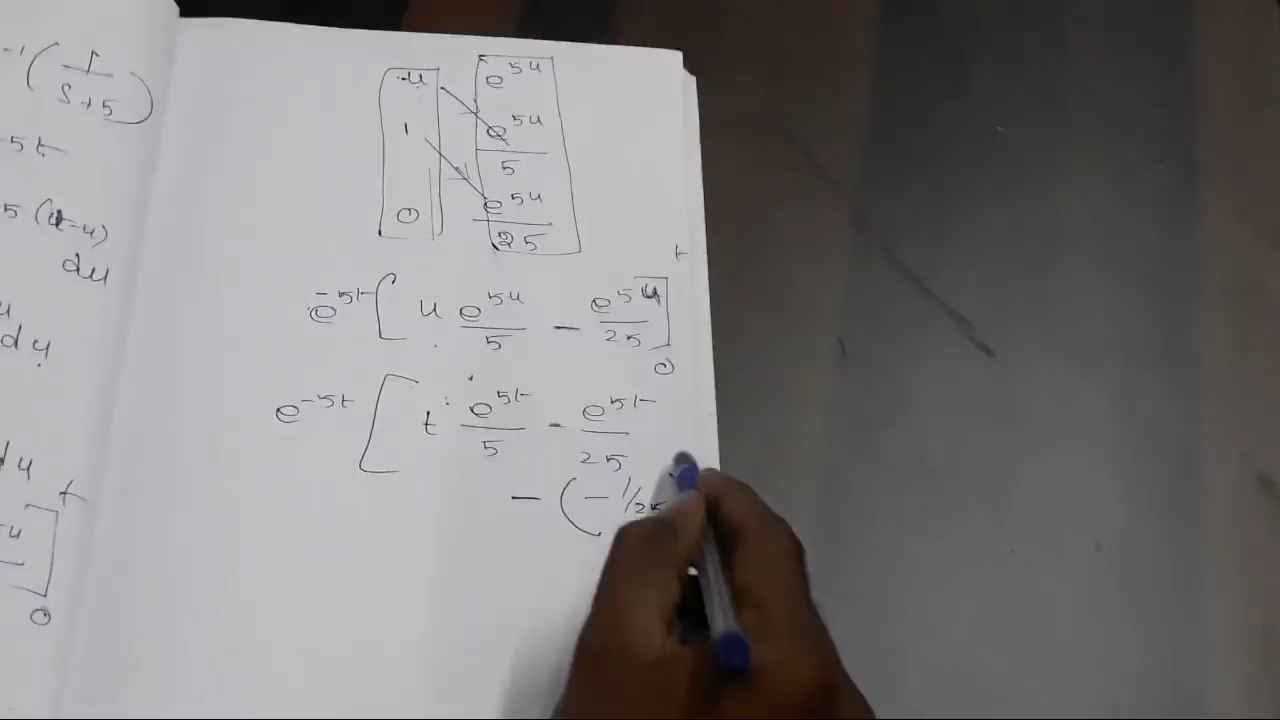 -1 (1/(s+5))
-5t
5 (t-u) du
du
du
-u ] t 0
u e^5u
1 e^5u/5
0 e^5u/25
e^-5t [ u e^5u/5 - e^5u/25 ] t 0
e^-5t [ t e^5t/5 - e^5t/25
- ( - 1/25